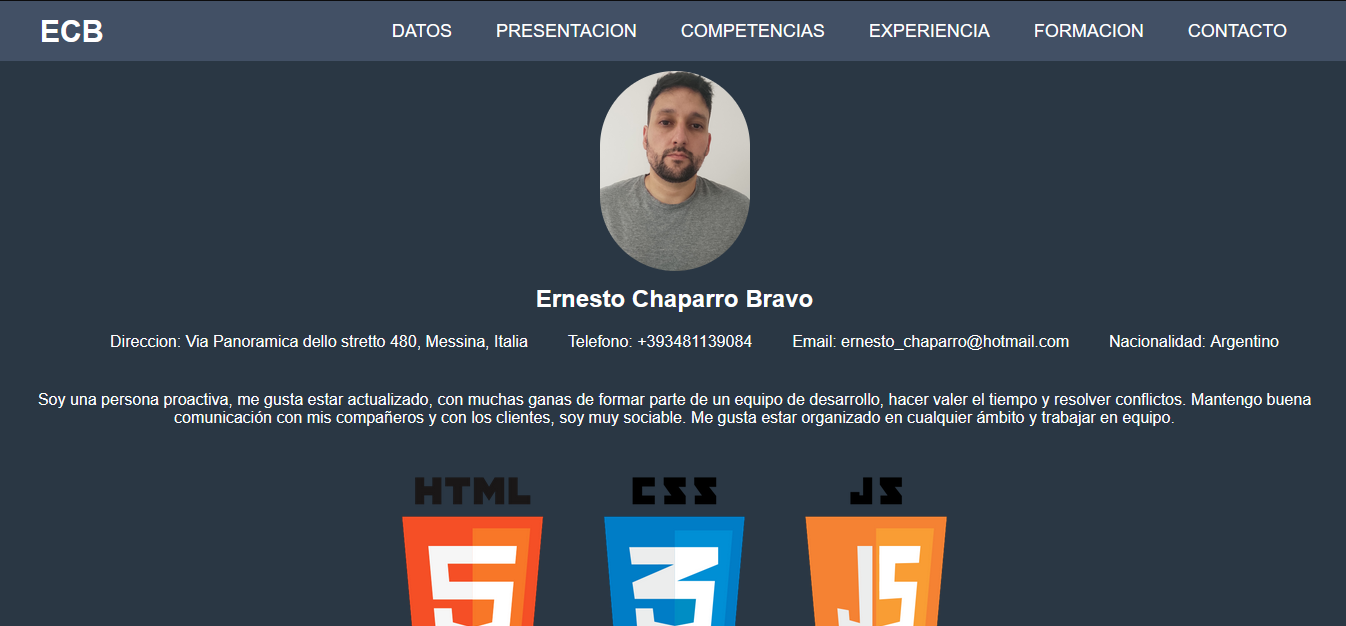 ECB DATOS PRESENTACION COMPETENCIAS EXPERIENCIA FORMACION CONTACTO
Ernesto Chaparro Bravo
Direccion: Via Panoramica dello stretto 480, Messina, Italia Telefono: +393481139084 Email: ernesto_chaparro@hotmail.com Nacionalidad: Argentino
Soy una persona proactiva, me gusta estar actualizado, con muchas ganas de formar parte de un equipo de desarrollo, hacer valer el tiempo y resolver conflictos. Mantengo buena
comunicación con mis compañeros y con los clientes, soy muy sociable. Me gusta estar organizado en cualquier ámbito y trabajar en equipo.
HTML CSS JS
5 3 JS